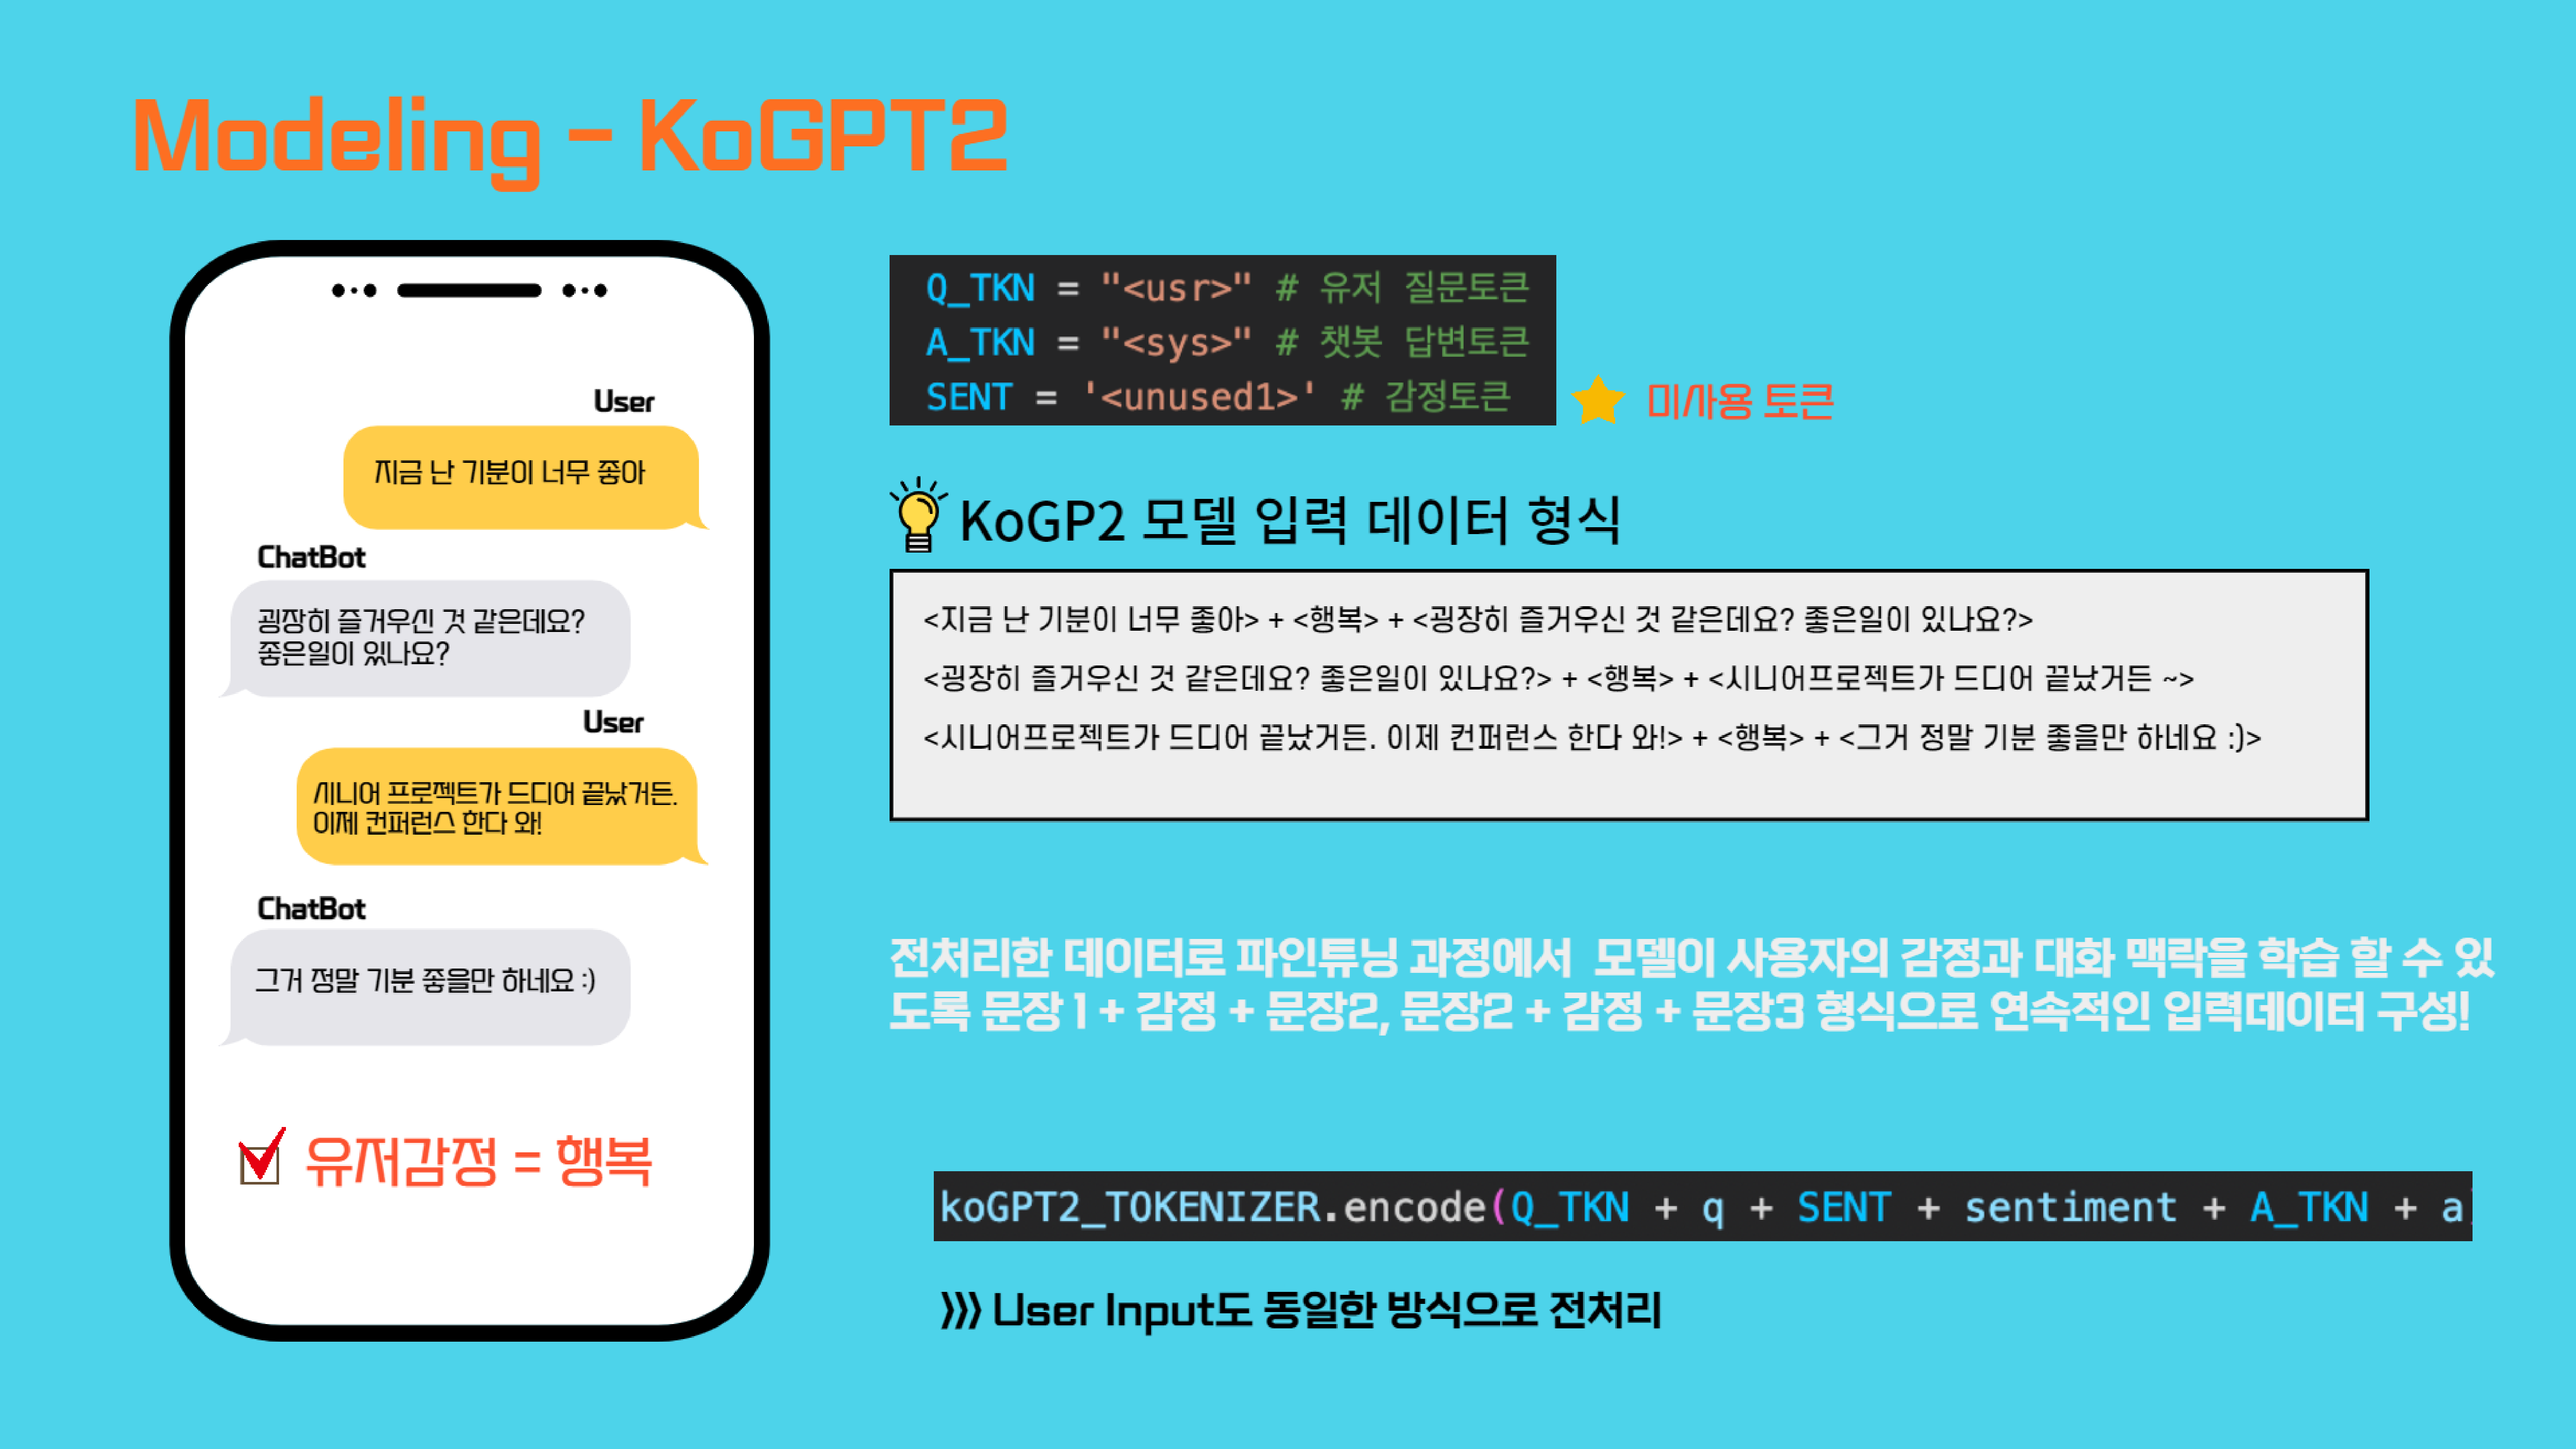 Modeling - KoGPT2
User
지금 난 기분이 너무 좋아
ChatBot
굉장히 즐거우신 것 같은데요?
좋은일이 있나요?
User
시니어 프로젝트가 드디어 끝났거든.
이제 컨퍼런스 한다 와!
ChatBot
그거 정말 기분 좋을만 하네요 :)
유저감정 = 행복
Q_TKN = "<usr>" # 유저 질문토큰
A_TKN = "<sys>" # 챗봇 답변토큰
SENT = '<unused1>' # 감정토큰
미사용 토큰
KoGP2 모델 입력 데이터 형식
<지금 난 기분이 너무 좋아> + <행복> + <굉장히 즐거우신 것 같은데요? 좋은일이 있나요?>
<굉장히 즐거우신 것 같은데요? 좋은일이 있나요?> + <행복> + <시니어프로젝트가 드디어 끝났거든 ~>
<시니어프로젝트가 드디어 끝났거든. 이제 컨퍼런스 한다 와!> + <행복> + <그거 정말 기분 좋을만 하네요 :)>
전처리한 데이터로 파인튜닝 과정에서 모델이 사용자의 감정과 대화 맥락을 학습 할 수 있
도록 문장 1 + 감정 + 문장2, 문장2 + 감정 + 문장3 형식으로 연속적인 입력데이터 구성!
koGPT2_TOKENIZER.encode(Q_TKN + q + SENT + sentiment + A_TKN + a)
⟩⟩⟩ User Input도 동일한 방식으로 전처리